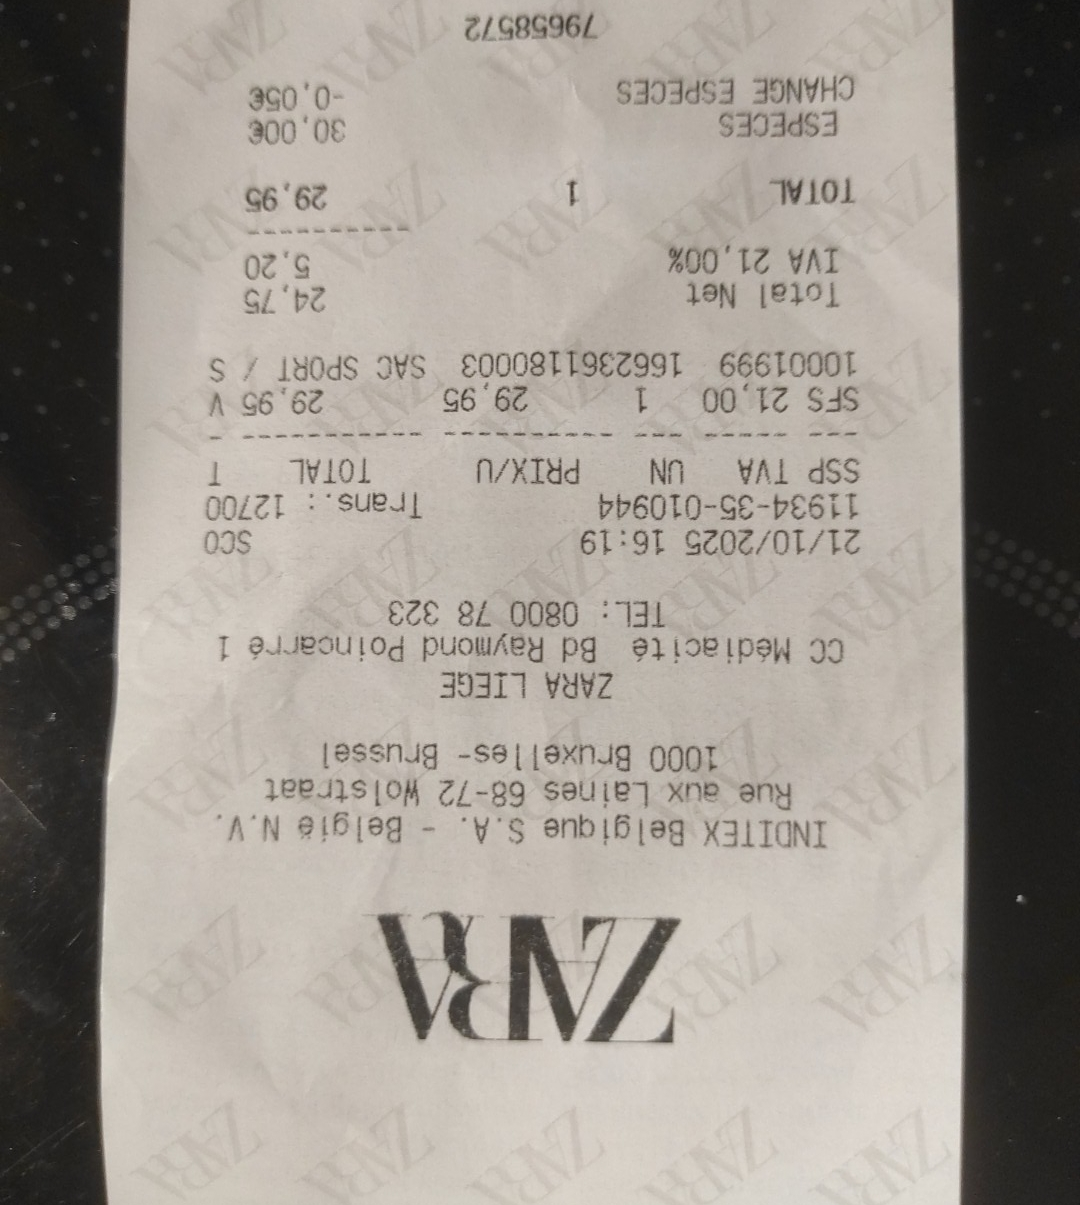 ZARA
INDITEX Belgique S.A. - België N.V.
Rue aux Laines 68-72 Wolstraat
1000 Bruxelles- Brussel
ZARA LIEGE
CC Médiacité Bd Raymond Poincarré 1
TEL: 0800 78 323
21/10/2025 16:19 SCO
11934-35-010944 Trans.: 12700
SSP TVA UN PRIX/U TOTAL T
SFS 21,00 1 29,95 29,95 V
10001999 1662361180003 SAC SPORT / S
Total Net 24,75
IVA 21,00% 5,20
TOTAL 1 29,95
ESPECES 30,00€
CHANGE ESPECES -0,05€
79658572